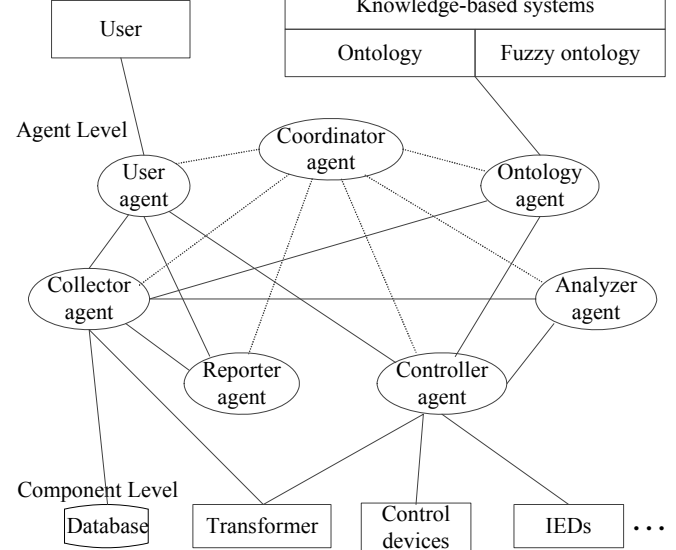 Knowledge-based systems
User
Ontology
Fuzzy ontology
Agent Level
Coordinator
agent
User
agent
Ontology
agent
Collector
agent
Analyzer
agent
Reporter
agent
Controller
agent
Component Level
Database
Transformer
Control
devices
IEDs
...